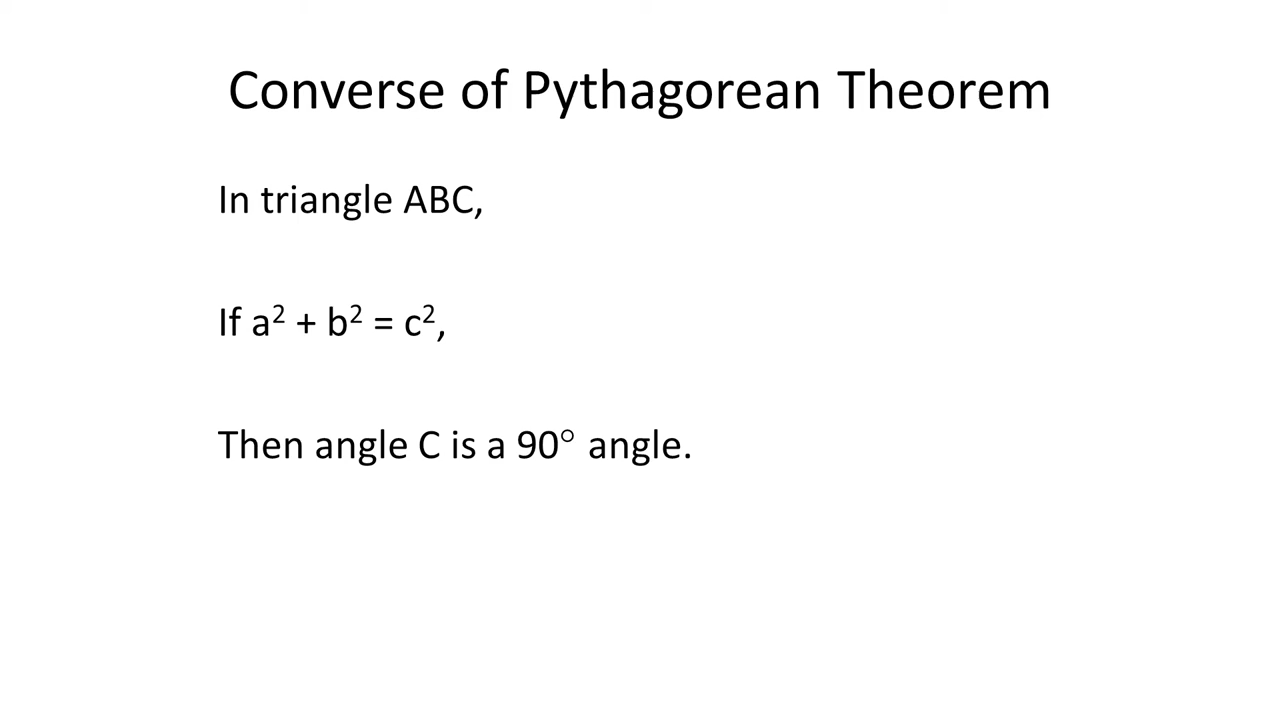 Converse of Pythagorean Theorem
In triangle ABC,
If a² + b² = c²,
Then angle C is a 90° angle.